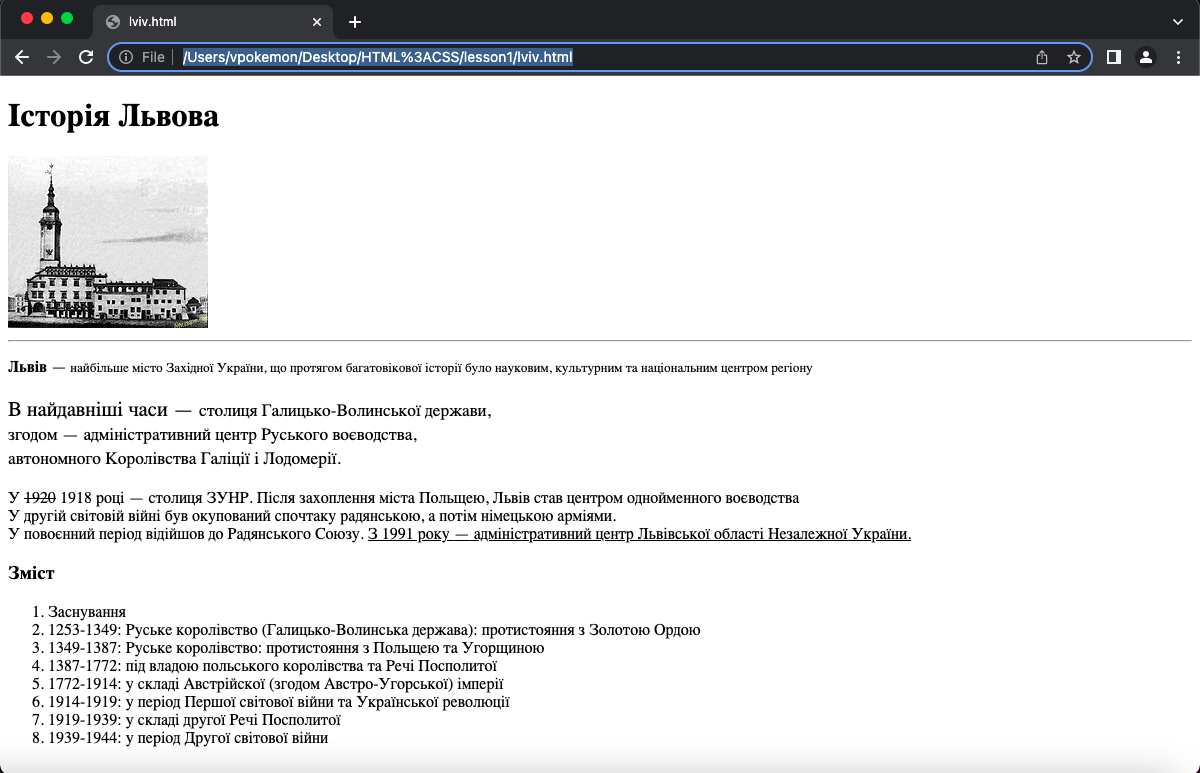 lviv.html
File
/Users/vpokemon/Desktop/HTML%3ACSS/lesson1/lviv.html
Історія Львова
Львів — найбільше місто Західної України, що протягом багатовікової історії було науковим, культурним та національним центром регіону
В найдавніші часи — столиця Галицько-Волинської держави,
згодом — адміністративний центр Руського воєводства,
автономного Королівства Галіції і Лодомерії.
У 1920 1918 році — столиця ЗУНР. Після захоплення міста Польщею, Львів став центром однойменного воєводства
У другій світовій війні був окупований спочтаку радянською, а потім німецькою арміями.
У повоєнний період відійшов до Радянського Союзу. З 1991 року — адміністративний центр Львівської області Незалежної України.
Зміст
1. Заснування
2. 1253-1349: Руське королівство (Галицько-Волинська держава): протистояння з Золотою Ордою
3. 1349-1387: Руське королівство: протистояння з Польщею та Угорщиною
4. 1387-1772: під владою польського королівства та Речі Посполитої
5. 1772-1914: у складі Австрійскої (згодом Австро-Угорської) імперії
6. 1914-1919: у період Першої світової війни та Української революції
7. 1919-1939: у складі другої Речі Посполитої
8. 1939-1944: у період Другої світової війни